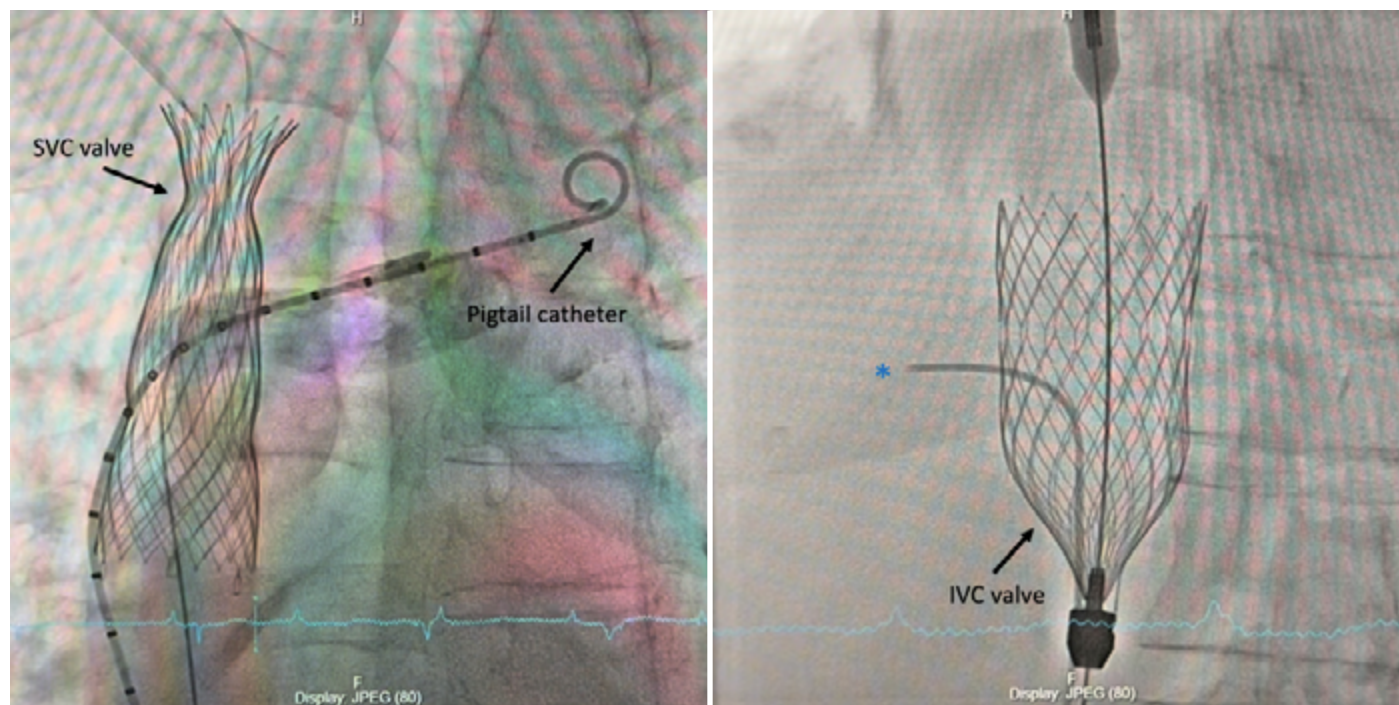 H
SVC valve
Pigtail catheter
F
Display: JPEG (80)
H
*
IVC valve
F
Display: JPEG (80)